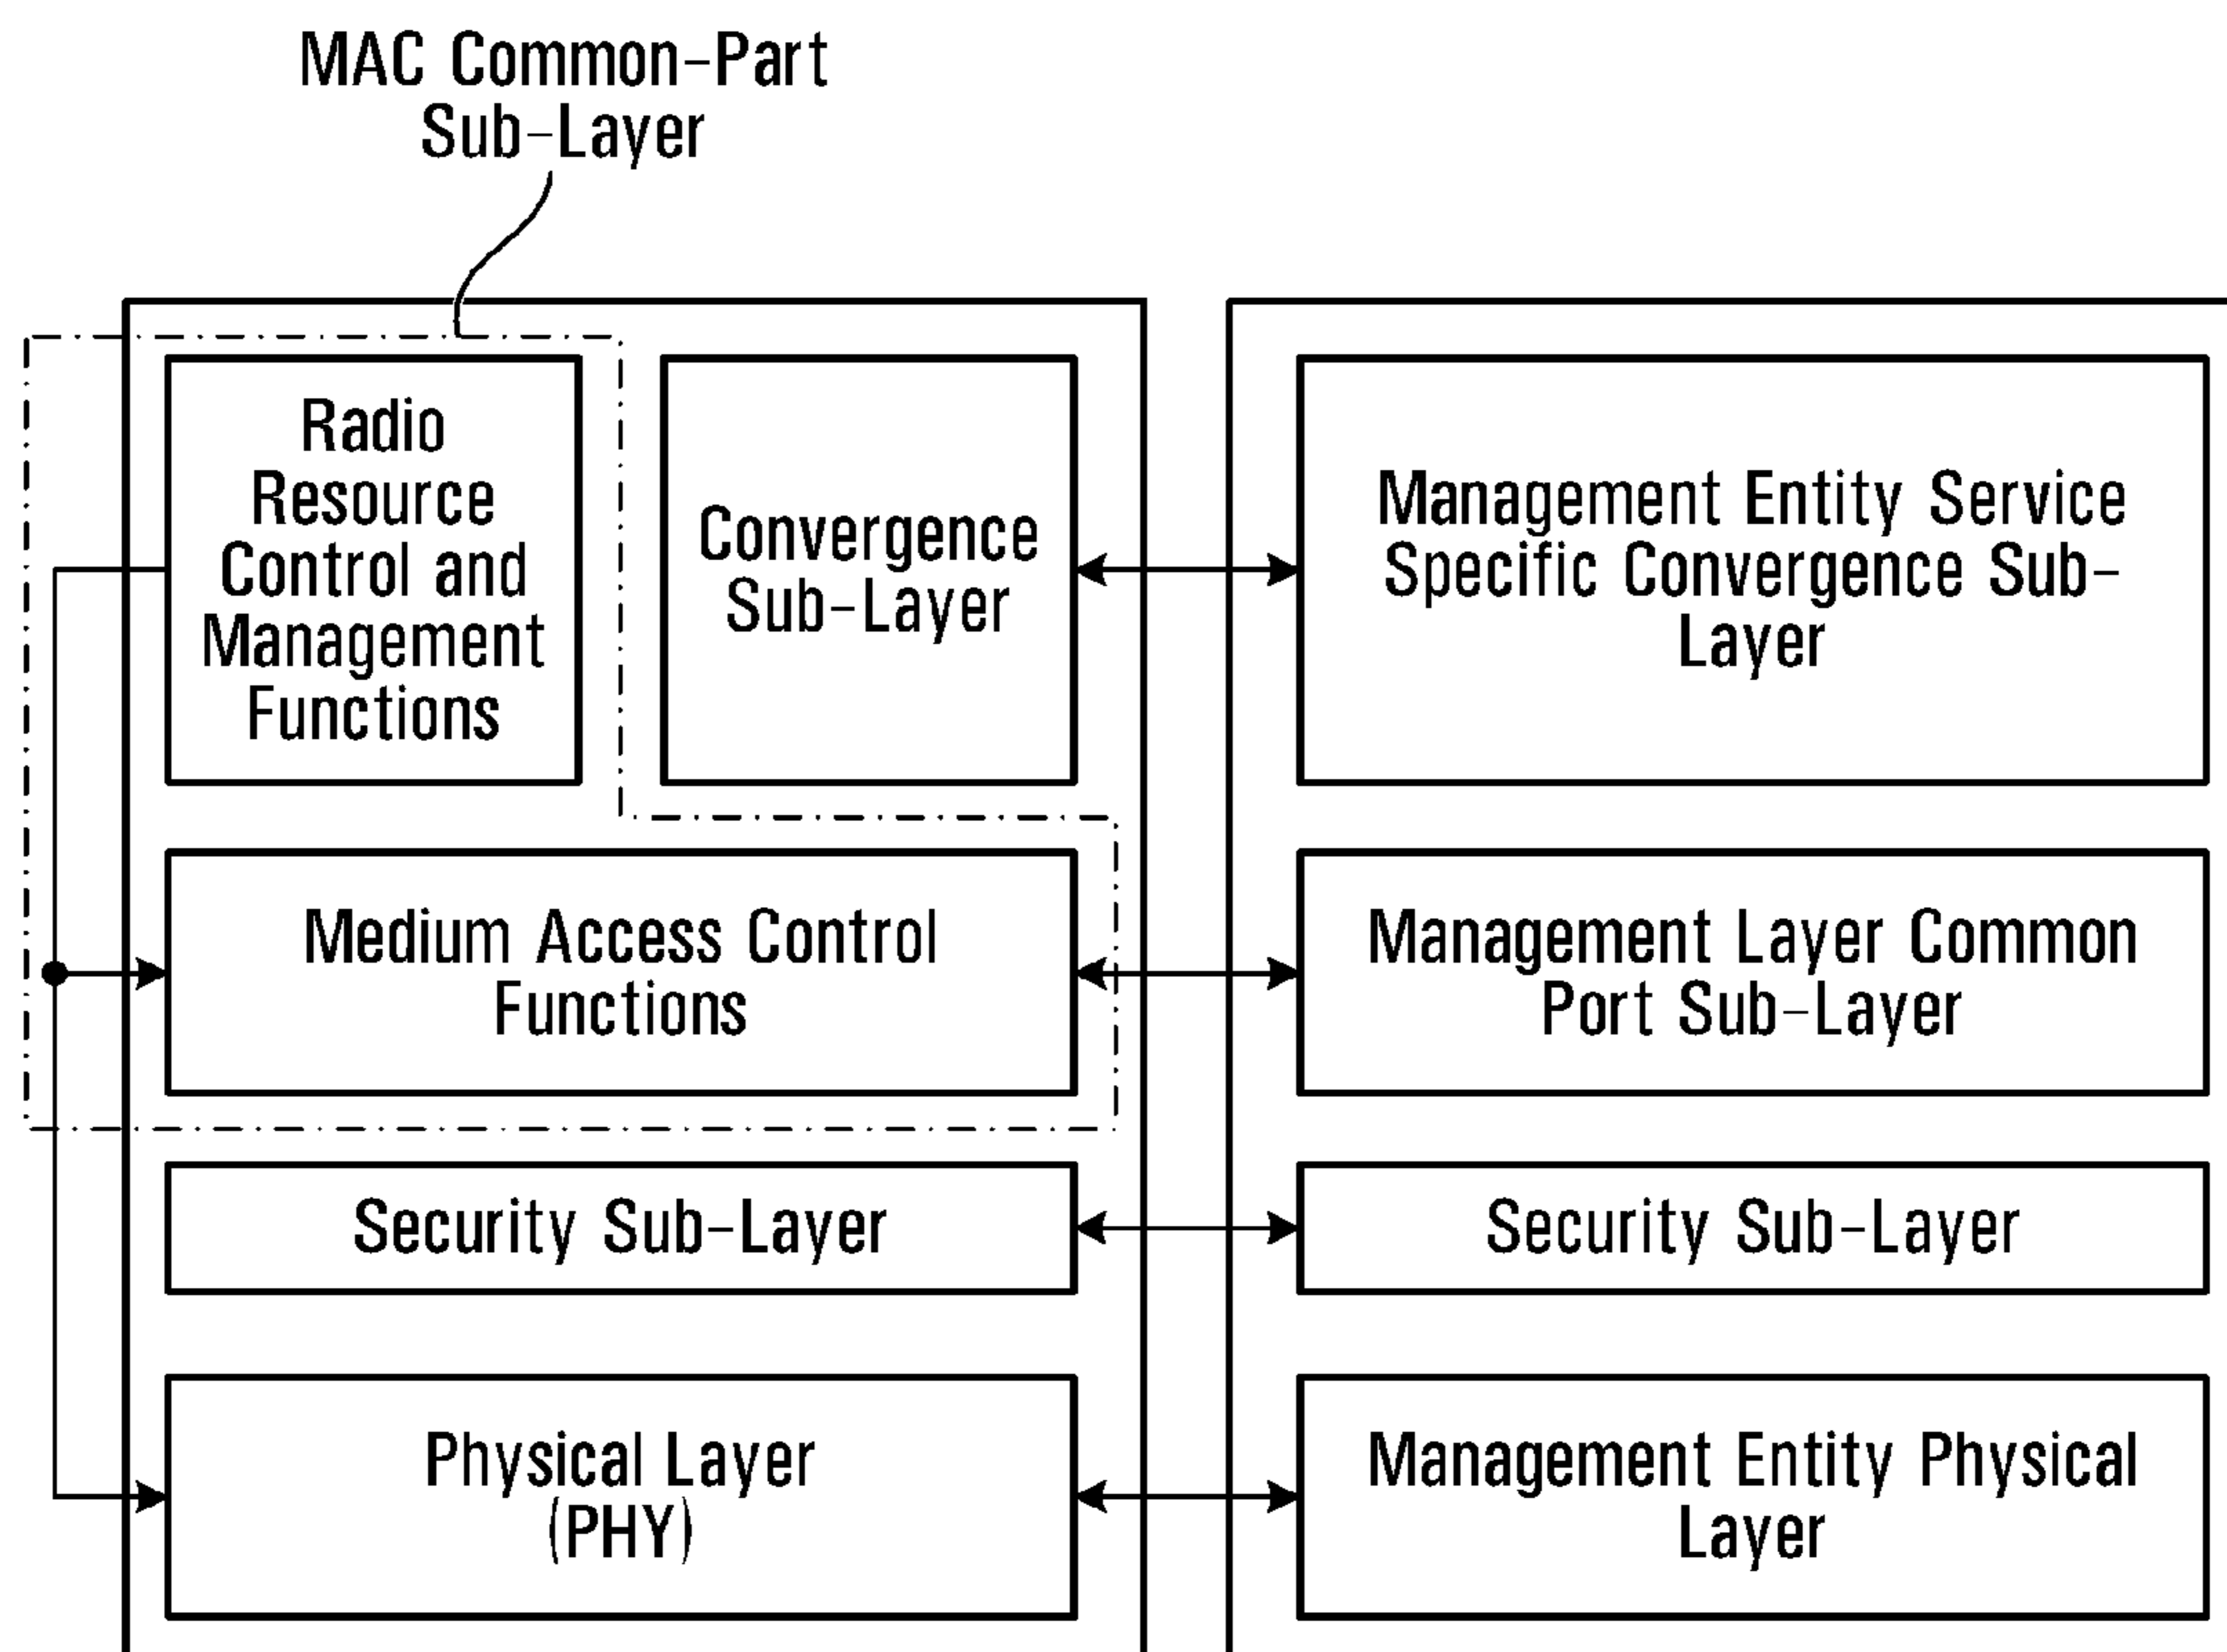 MAC Common-Part
Sub-Layer
Radio
Resource
Control and
Management
Functions
Convergence
Sub-Layer
Management Entity Service
Specific Convergence Sub-
Layer
Medium Access Control
Functions
Management Layer Common
Port Sub-Layer
Security Sub-Layer
Security Sub-Layer
Physical Layer
(PHY)
Management Entity Physical
Layer